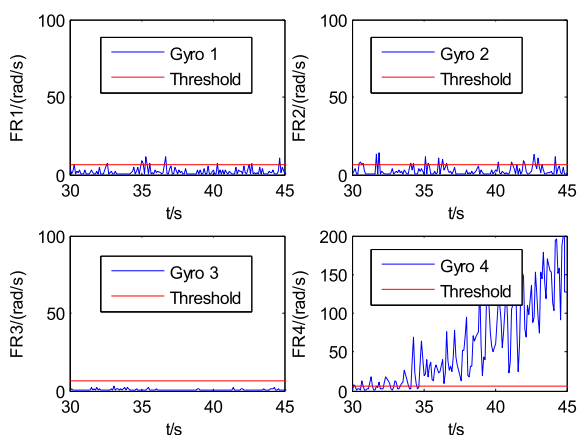 100
50
0
FR1/(rad/s)
Gyro 1
Threshold
30 35 40 45
t/s
100
50
0
FR2/(rad/s)
Gyro 2
Threshold
30 35 40 45
t/s
100
50
0
FR3/(rad/s)
Gyro 3
Threshold
30 35 40 45
t/s
200
150
100
50
0
FR4/(rad/s)
Gyro 4
Threshold
30 35 40 45
t/s